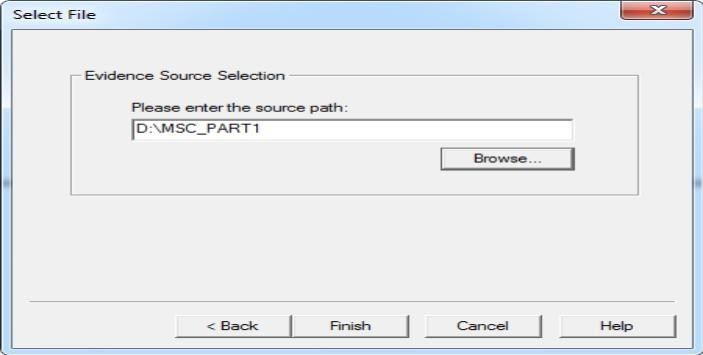 Select File
Evidence Source Selection
Please enter the source path:
D:\MSC_PART1
Browse...
< Back
Finish
Cancel
Help